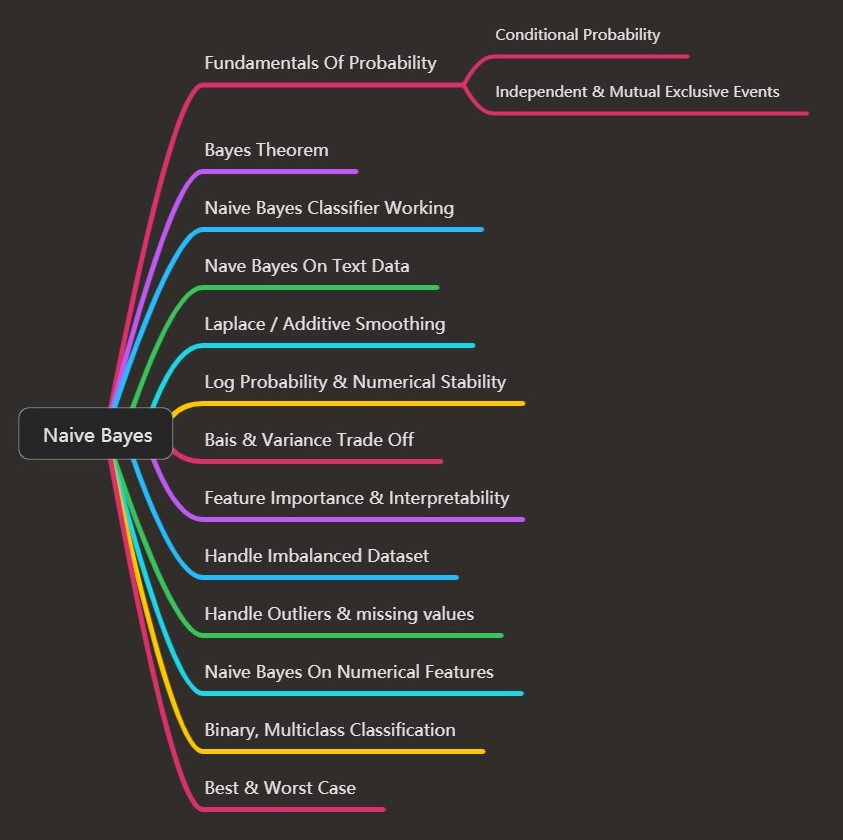 Conditional Probability
Fundamentals Of Probability
Independent & Mutual Exclusive Events
Bayes Theorem
Naive Bayes Classifier Working
Nave Bayes On Text Data
Laplace / Additive Smoothing
Log Probability & Numerical Stability
Naive Bayes
Bais & Variance Trade Off
Feature Importance & Interpretability
Handle Imbalanced Dataset
Handle Outliers & missing values
Naive Bayes On Numerical Features
Binary, Multiclass Classification
Best & Worst Case